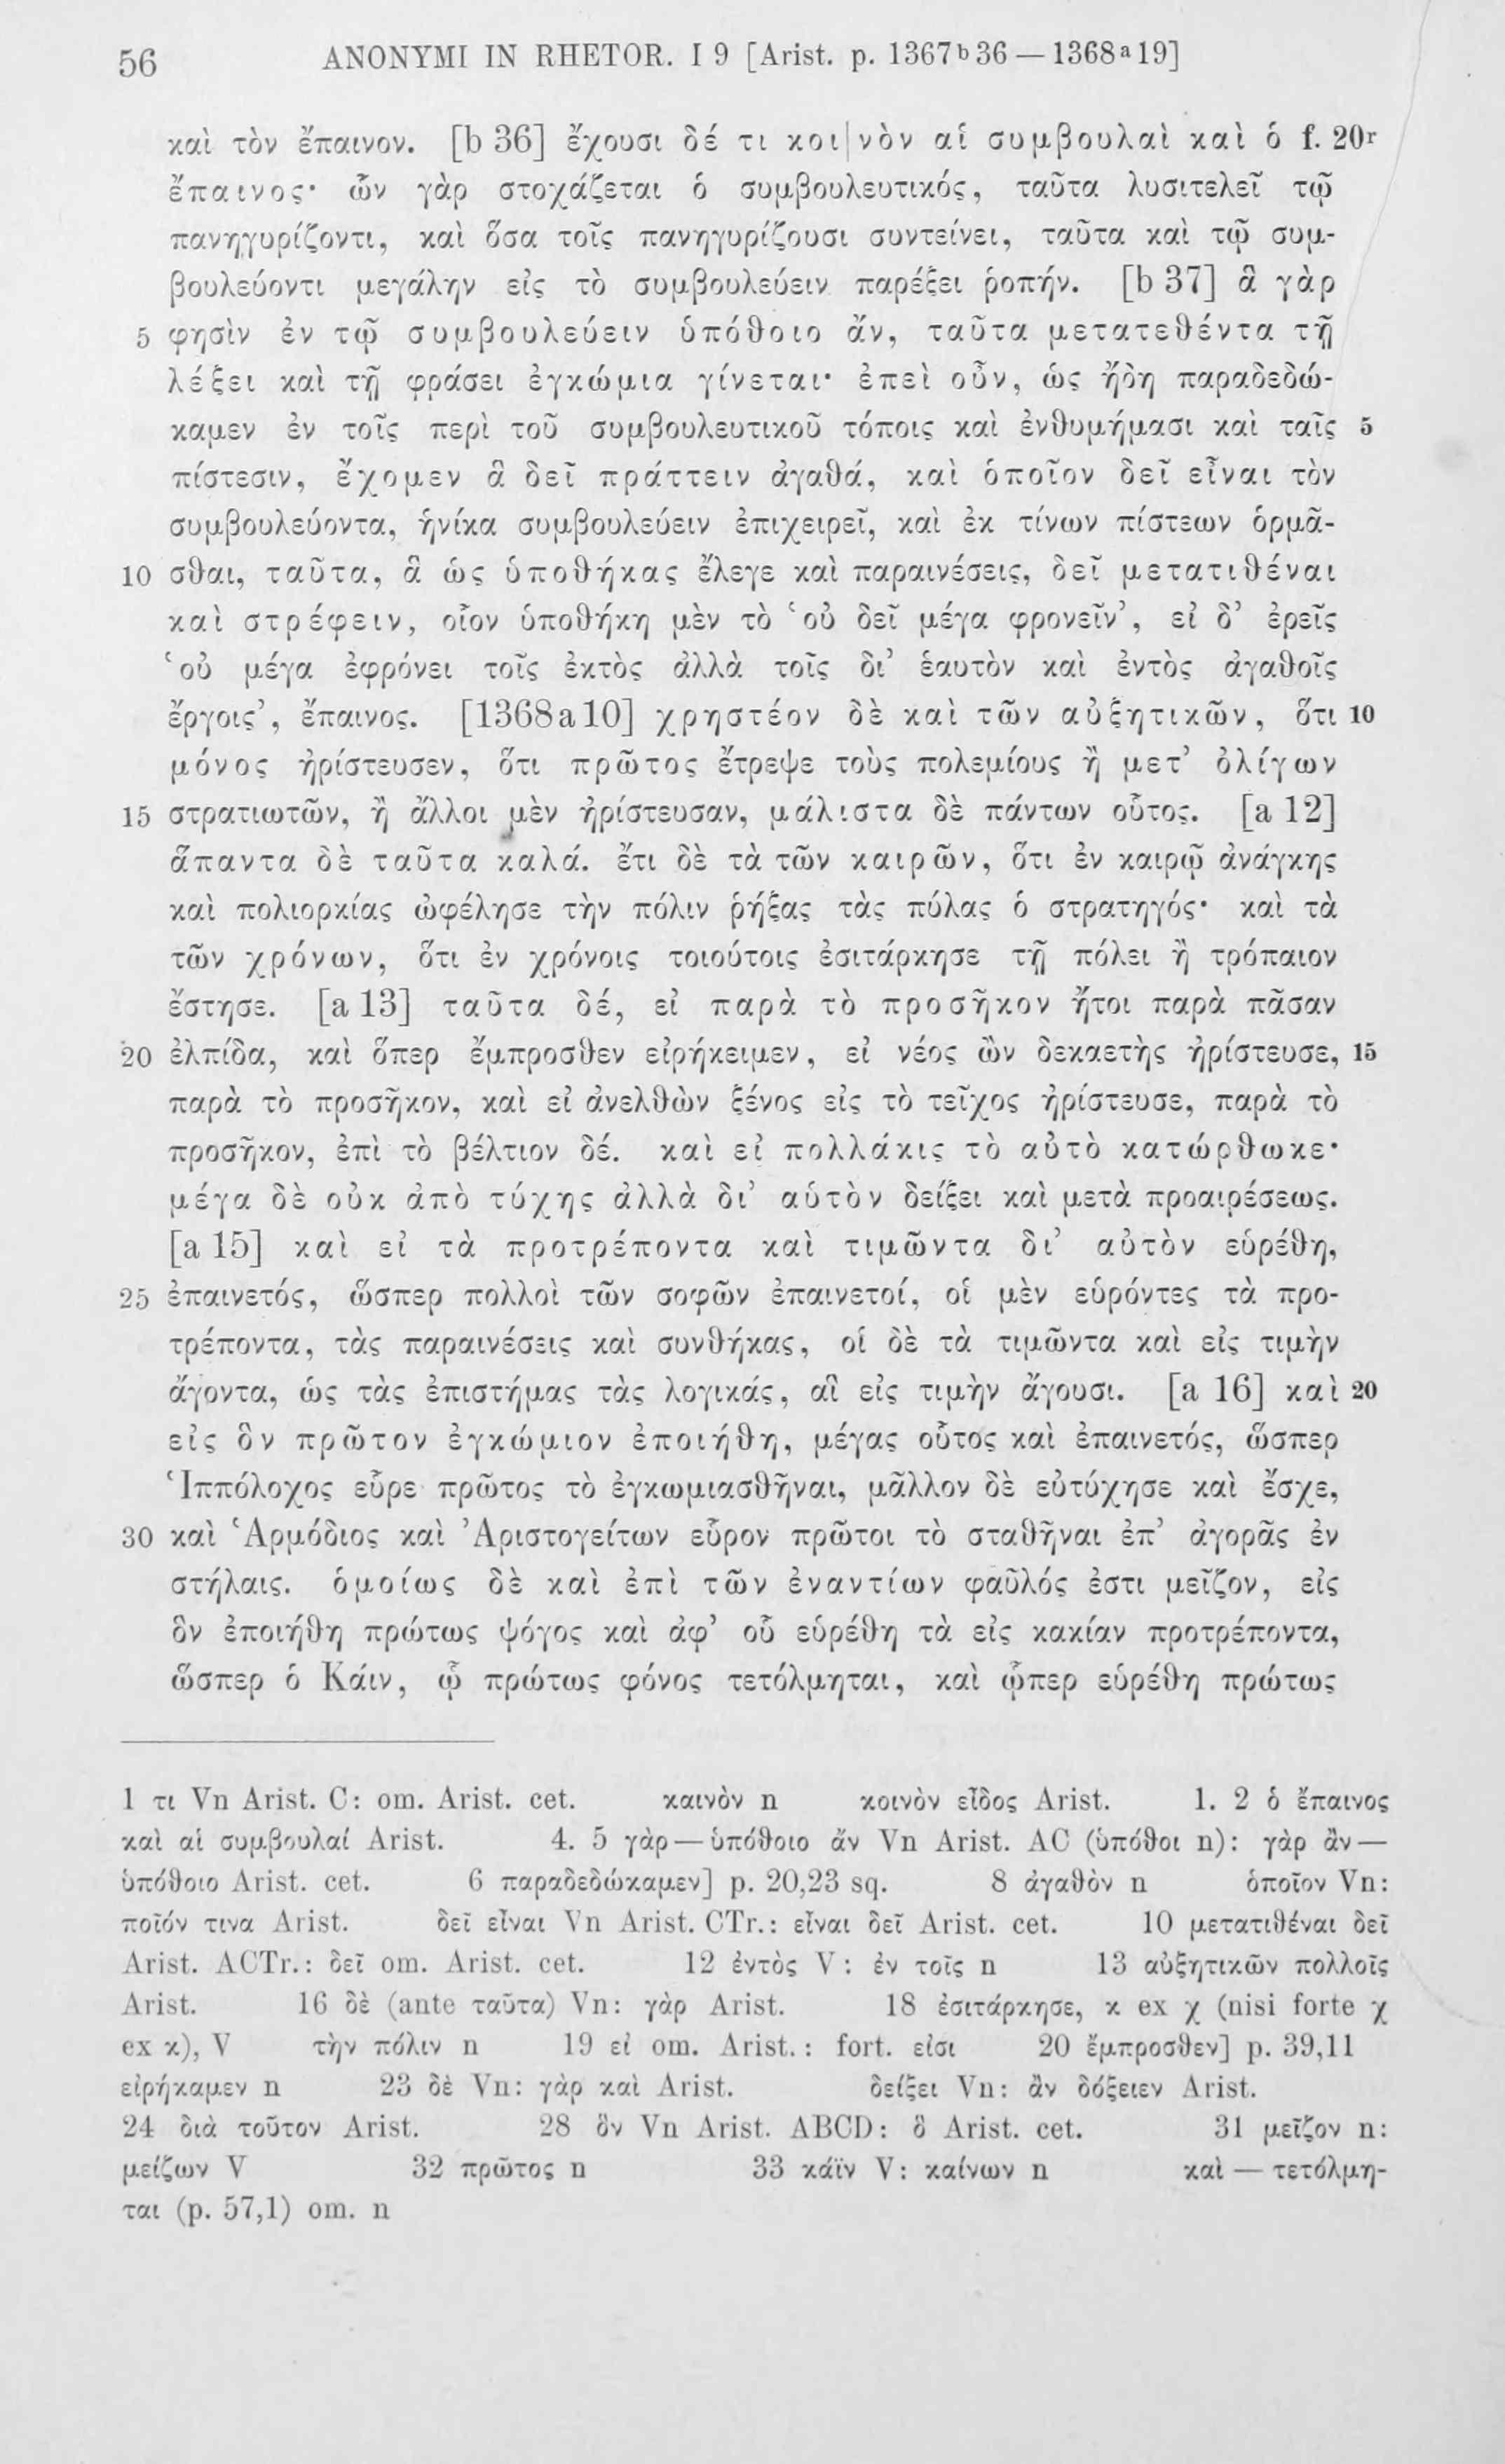 56 ANONYMI IN RHETOR. I 9 [Arist. p. 1367ᵇ36 — 1368ᵃ19]
καὶ τὸν ἔπαινον. [b 36] ἔχουσι δέ τι κοι|νὸν αἱ συμβουλαὶ καὶ ὁ f. 20ʳ
ἔπαινος· ὧν γὰρ στοχάζεται ὁ συμβουλευτικός, ταῦτα λυσιτελεῖ τῷ
πανηγυρίζοντι, καὶ ὅσα τοῖς πανηγυρίζουσι συντείνει, ταῦτα καὶ τῷ συμ-
βουλεύοντι μεγάλην εἰς τὸ συμβουλεύειν παρέξει ῥοπήν. [b 37] ἃ γὰρ
5 φησὶν ἐν τῷ συμβουλεύειν ὑπόθοιο ἄν, ταῦτα μετατεθέντα τῇ
λέξει καὶ τῇ φράσει ἐγκώμια γίνεται· ἐπεὶ οὖν, ὡς ἤδη παραδεδώ-
καμεν ἐν τοῖς περὶ τοῦ συμβουλευτικοῦ τόποις καὶ ἐνθυμήμασι καὶ ταῖς 5
πίστεσιν, ἔχομεν ἃ δεῖ πράττειν ἀγαθά, καὶ ὁποῖον δεῖ εἶναι τὸν
συμβουλεύοντα, ἡνίκα συμβουλεύειν ἐπιχειρεῖ, καὶ ἐκ τίνων πίστεων ὁρμᾶ-
10 σθαι, ταῦτα, ἃ ὡς ὑποθήκας ἔλεγε καὶ παραινέσεις, δεῖ μετατιθέναι
καὶ στρέφειν, οἷον ὑποθήκη μὲν τὸ ‘οὐ δεῖ μέγα φρονεῖν’, εἰ δ’ ἐρεῖς
‘οὐ μέγα ἐφρόνει τοῖς ἐκτὸς ἀλλὰ τοῖς δι’ ἑαυτὸν καὶ ἐντὸς ἀγαθοῖς
ἔργοις’, ἔπαινος. [1368a10] χρηστέον δὲ καὶ τῶν αὐξητικῶν, ὅτι 10
μόνος ἠρίστευσεν, ὅτι πρῶτος ἔτρεψε τοὺς πολεμίους ἢ μετ’ ὀλίγων
15 στρατιωτῶν, ἢ ἄλλοι μὲν ἠρίστευσαν, μάλιστα δὲ πάντων οὗτος. [a 12]
ἅπαντα δὲ ταῦτα καλά. ἔτι δὲ τὰ τῶν καιρῶν, ὅτι ἐν καιρῷ ἀνάγκης
καὶ πολιορκίας ὠφέλησε τὴν πόλιν ῥήξας τὰς πύλας ὁ στρατηγός· καὶ τὰ
τῶν χρόνων, ὅτι ἐν χρόνοις τοιούτοις ἐσιτάρκησε τῇ πόλει ἢ τρόπαιον
ἔστησε. [a 13] ταῦτα δέ, εἰ παρὰ τὸ προσῆκον ἤτοι παρὰ πᾶσαν
20 ἐλπίδα, καὶ ὅπερ ἔμπροσθεν εἰρήκειμεν, εἰ νέος ὢν δεκαετὴς ἠρίστευσε, 15
παρὰ τὸ προσῆκον, καὶ εἰ ἀνελθὼν ξένος εἰς τὸ τεῖχος ἠρίστευσε, παρὰ τὸ
προσῆκον, ἐπὶ τὸ βέλτιον δέ. καὶ εἰ πολλάκις τὸ αὐτὸ κατώρθωκε·
μέγα δὲ οὐκ ἀπὸ τύχης ἀλλὰ δι’ αὑτὸν δείξει καὶ μετὰ προαιρέσεως.
[a 15] καὶ εἰ τὰ προτρέποντα καὶ τιμῶντα δι’ αὐτὸν εὑρέθη,
25 ἐπαινετός, ὥσπερ πολλοὶ τῶν σοφῶν ἐπαινετοί, οἱ μὲν εὑρόντες τὰ προ-
τρέποντα, τὰς παραινέσεις καὶ συνθήκας, οἱ δὲ τὰ τιμῶντα καὶ εἰς τιμὴν
ἄγοντα, ὡς τὰς ἐπιστήμας τὰς λογικάς, αἳ εἰς τιμὴν ἄγουσι. [a 16] καὶ 20
εἰς ὃν πρῶτον ἐγκώμιον ἐποιήθη, μέγας οὗτος καὶ ἐπαινετός, ὥσπερ
Ἱππόλοχος εὗρε πρῶτος τὸ ἐγκωμιασθῆναι, μᾶλλον δὲ εὐτύχησε καὶ ἔσχε,
30 καὶ Ἁρμόδιος καὶ Ἀριστογείτων εὗρον πρῶτοι τὸ σταθῆναι ἐπ’ ἀγορᾶς ἐν
στήλαις. ὁμοίως δὲ καὶ ἐπὶ τῶν ἐναντίων φαῦλός ἐστι μεῖζον, εἰς
ὃν ἐποιήθη πρώτως ψόγος καὶ ἀφ’ οὗ εὑρέθη τὰ εἰς κακίαν προτρέποντα,
ὥσπερ ὁ Κάιν, ᾧ πρώτως φόνος τετόλμηται, καὶ ᾧπερ εὑρέθη πρώτως
1 τι Vn Arist. C: om. Arist. cet. καινὸν n κοινὸν εἶδος Arist. 1. 2 ὁ ἔπαινος
καὶ αἱ συμβουλαί Arist. 4. 5 γὰρ — ὑπόθοιο ἄν Vn Arist. AC (ὑπόθοι n): γὰρ ἂν —
ὑπόθοιο Arist. cet. 6 παραδεδώκαμεν] p. 20,23 sq. 8 ἀγαθὸν n ὁποῖον Vn:
ποῖόν τινα Arist. δεῖ εἶναι Vn Arist. CTr.: εἶναι δεῖ Arist. cet. 10 μετατιθέναι δεῖ
Arist. ACTr.: δεῖ om. Arist. cet. 12 ἐντὸς V: ἐν τοῖς n 13 αὐξητικῶν πολλοῖς
Arist. 16 δὲ (ante ταῦτα) Vn: γὰρ Arist. 18 ἐσιτάρκησε, κ ex χ (nisi forte χ
ex κ), V τὴν πόλιν n 19 εἰ om. Arist.: fort. εἰσι 20 ἔμπροσθεν] p. 39,11
εἰρήκαμεν n 23 δὲ Vn: γὰρ καὶ Arist. δείξει Vn: ἂν δόξειεν Arist.
24 διὰ τοῦτον Arist. 28 ὃν Vn Arist. ABCD: ὃ Arist. cet. 31 μεῖζον n:
μείζων V 32 πρῶτος n 33 κάϊν V: καίνων n καὶ — τετόλμη-
ται (p. 57,1) om. n